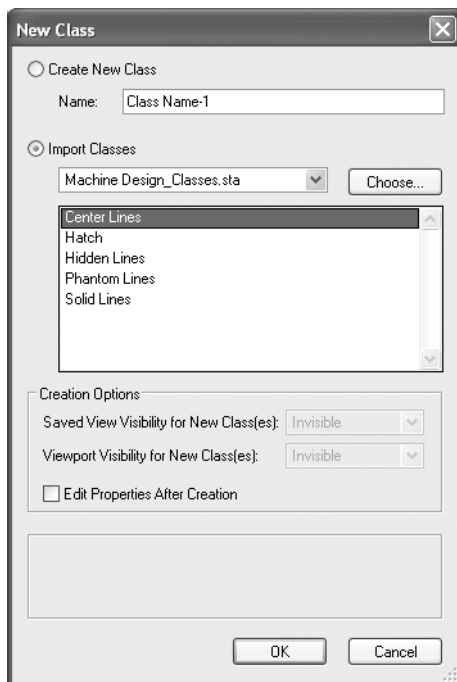 New Class
Create New Class
Name: Class Name-1
Import Classes
Machine Design_Classes.sta Choose...
Center Lines
Hatch
Hidden Lines
Phantom Lines
Solid Lines
Creation Options
Saved View Visibility for New Class(es): Invisible
Viewport Visibility for New Class(es): Invisible
Edit Properties After Creation
OK Cancel